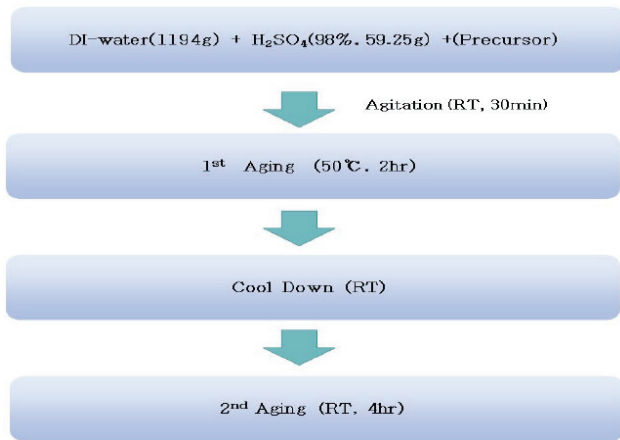 DI-water(1194g) + H₂SO₄(98%. 59.25g) +(Precursor)
Agitation (RT, 30min)
1ˢᵗ Aging (50℃. 2hr)
Cool Down (RT)
2ⁿᵈ Aging (RT. 4hr)